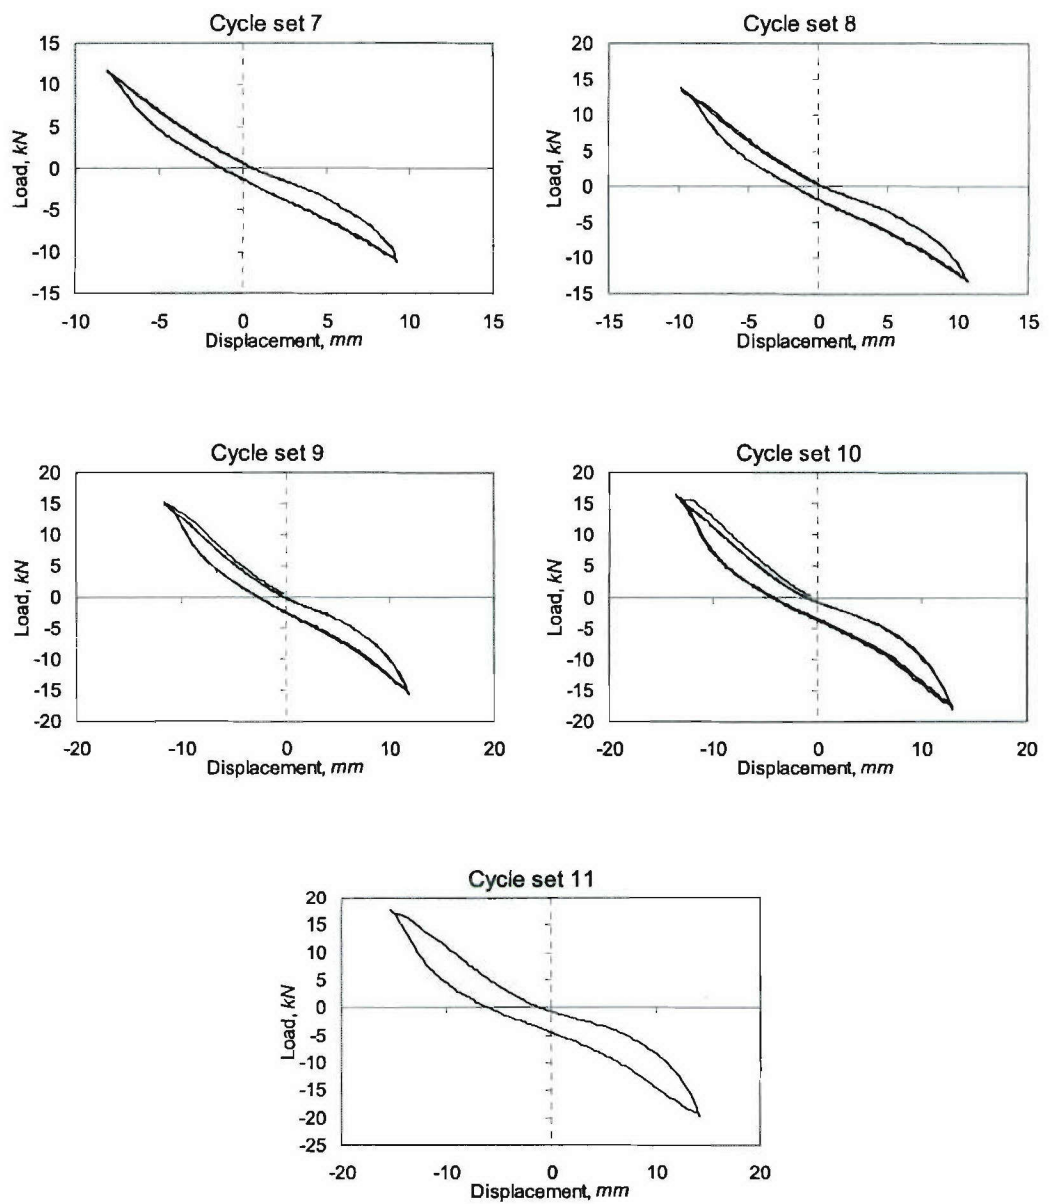 Cycle set 7
15
10
5
0
-5
-10
-15
Load, kN
-10 -5 0 5 10 15
Displacement, mm
Cycle set 8
20
15
10
5
0
-5
-10
-15
Load, kN
-15 -10 -5 0 5 10 15
Displacement, mm
Cycle set 9
20
15
10
5
0
-5
-10
-15
-20
Load, kN
-20 -10 0 10 20
Displacement, mm
Cycle set 10
20
15
10
5
0
-5
-10
-15
-20
Load, kN
-20 -10 0 10 20
Displacement, mm
Cycle set 11
20
15
10
5
0
-5
-10
-15
-20
-25
Load, kN
-20 -10 0 10 20
Displacement, mm